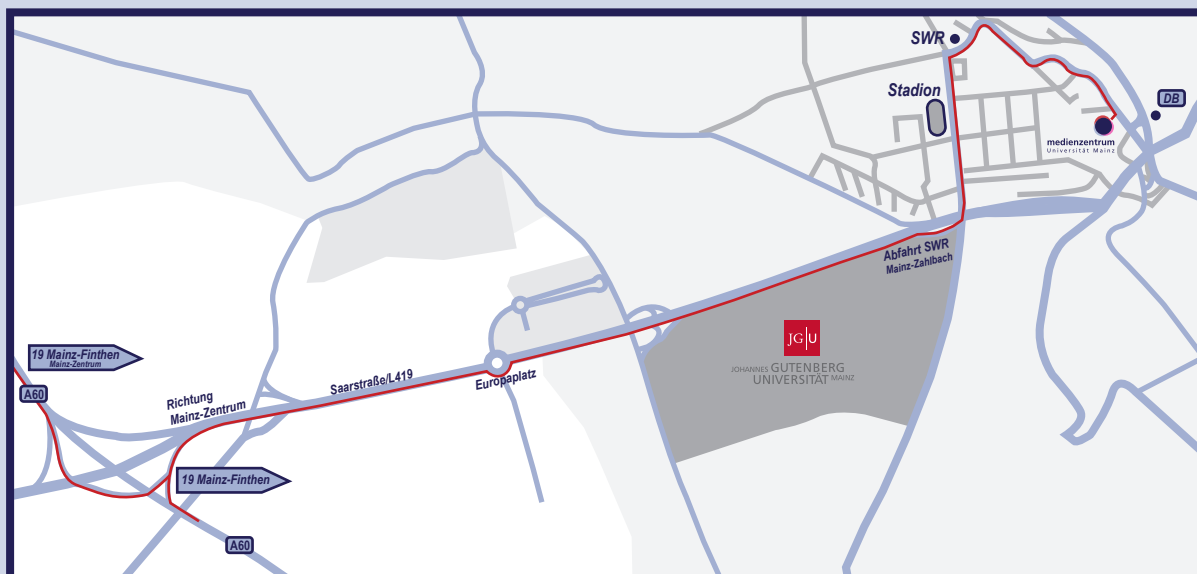 SWR
Stadion
DB
medienzentrum
Universität Mainz
Abfahrt SWR
Mainz-Zahlbach
JG|U
JOHANNES GUTENBERG
UNIVERSITÄT MAINZ
19 Mainz-Finthen
Mainz-Zentrum
A60
Richtung
Mainz-Zentrum
Saarstraße/L419
Europaplatz
19 Mainz-Finthen
A60